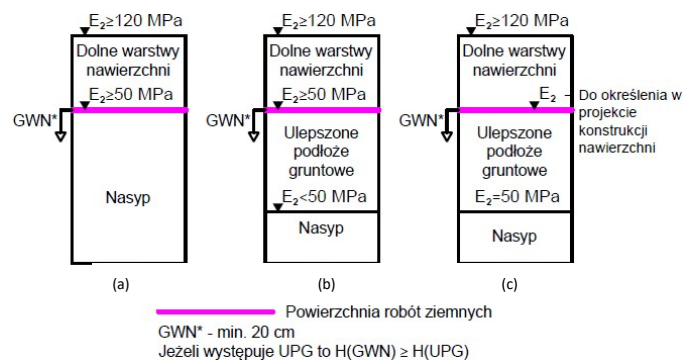 E₂≥120 MPa
Dolne warstwy
nawierzchni
E₂≥50 MPa
GWN*
Nasyp
(a)
E₂≥120 MPa
Dolne warstwy
nawierzchni
E₂≥50 MPa
GWN*
Ulepszone
podłoże
gruntowe
E₂<50 MPa
Nasyp
(b)
E₂≥120 MPa
Dolne warstwy
nawierzchni
E₂
Do określenia w
projekcie
konstrukcji
nawierzchni
GWN*
Ulepszone
podłoże
gruntowe
E₂=50 MPa
Nasyp
(c)
Powierzchnia robót ziemnych
GWN* - min. 20 cm
Jeżeli występuje UPG to H(GWN) ≥ H(UPG)